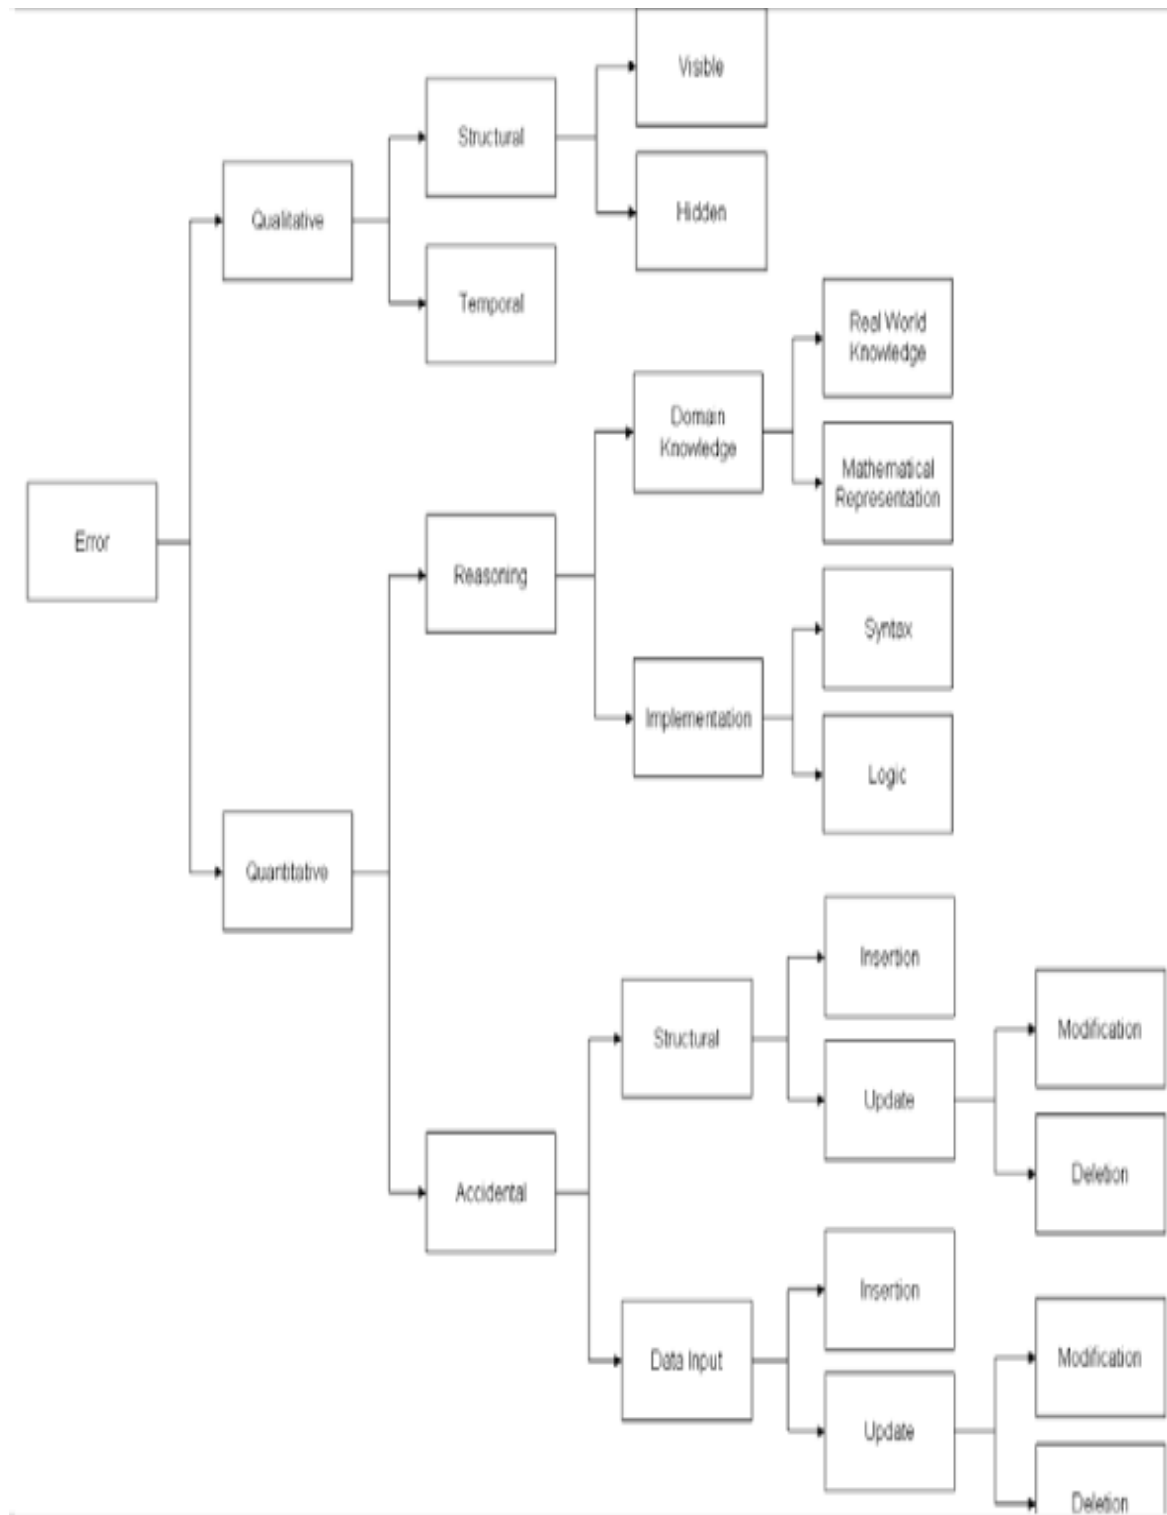 Visible
Structural
Hidden
Qualitative
Temporal
Real World
Knowledge
Domain
Knowledge
Mathematical
Representation
Error
Reasoning
Syntax
Implementation
Logic
Quantitative
Insertion
Structural
Modification
Update
Deletion
Accidental
Insertion
Data Input
Modification
Update
Deletion